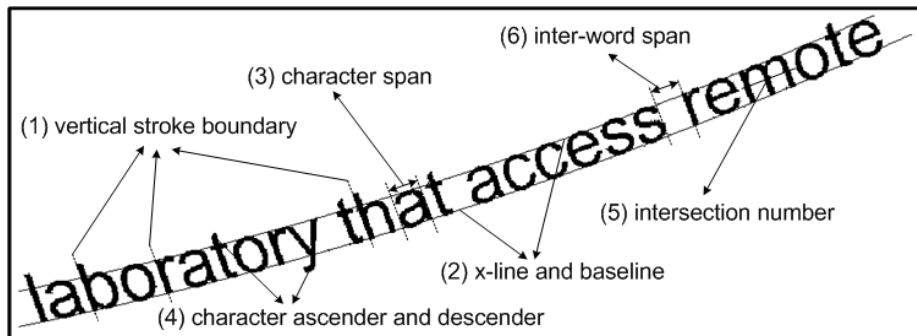 (6) inter-word span
(3) character span
(1) vertical stroke boundary
laboratory that access remote
(5) intersection number
(2) x-line and baseline
(4) character ascender and descender